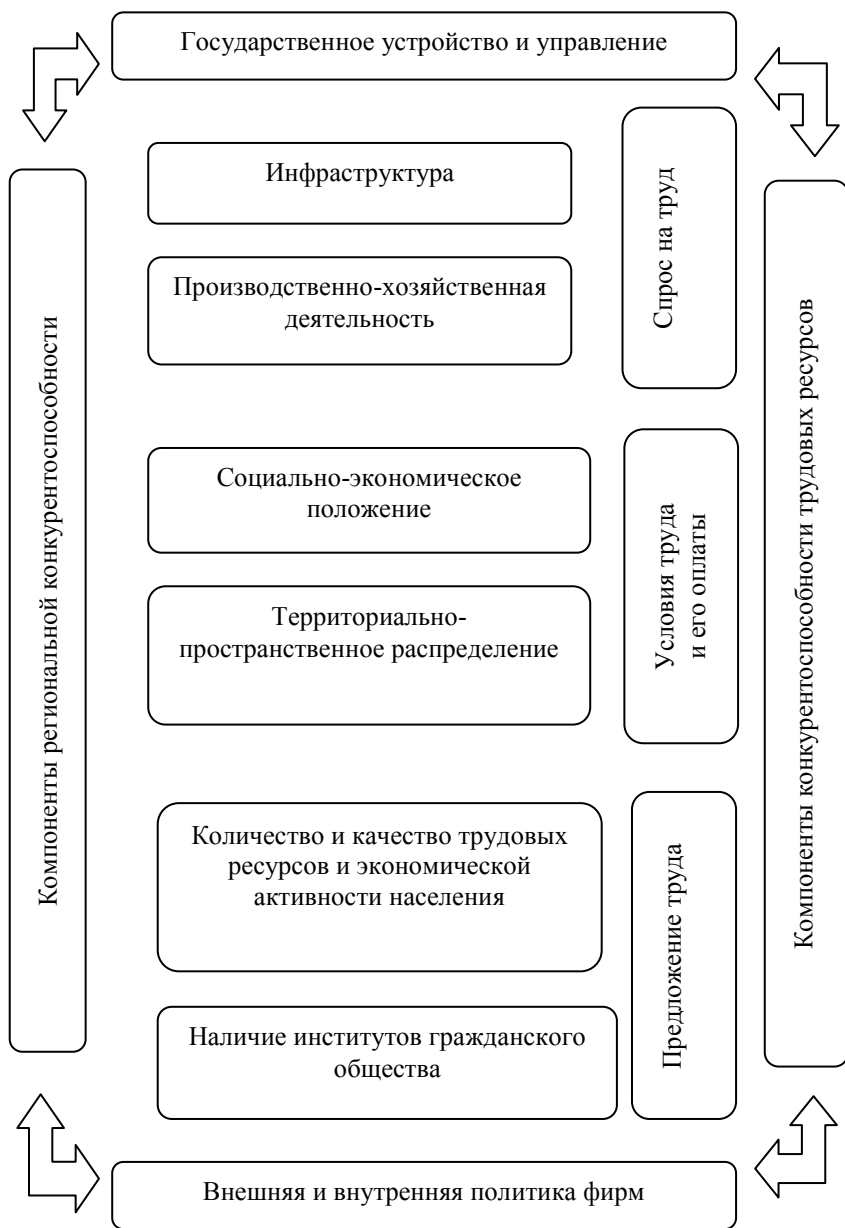 Государственное устройство и управление
Компоненты региональной конкурентоспособности
Инфраструктура
Производственно-хозяйственная
деятельность
Спрос на труд
Социально-экономическое
положение
Территориально-
пространственное распределение
Условия труда
и его оплаты
Количество и качество трудовых
ресурсов и экономической
активности населения
Наличие институтов гражданского
общества
Предложение труда
Компоненты конкурентоспособности трудовых ресурсов
Внешняя и внутренняя политика фирм